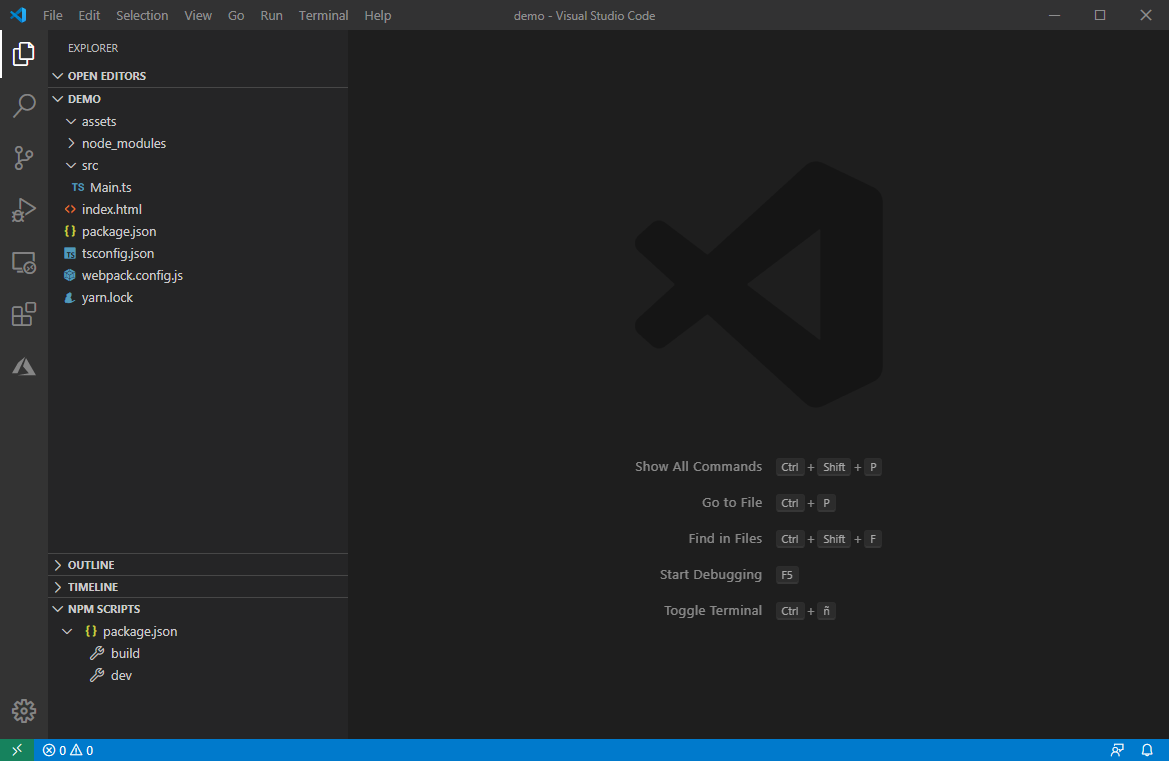 File Edit Selection View Go Run Terminal Help demo - Visual Studio Code
EXPLORER
OPEN EDITORS
DEMO
assets
node_modules
src
TS Main.ts
index.html
{} package.json
TS tsconfig.json
webpack.config.js
yarn.lock
Show All Commands Ctrl + Shift + P
Go to File Ctrl + P
Find in Files Ctrl + Shift + F
Start Debugging F5
Toggle Terminal Ctrl + ñ
OUTLINE
TIMELINE
NPM SCRIPTS
{} package.json
build
dev
0 0